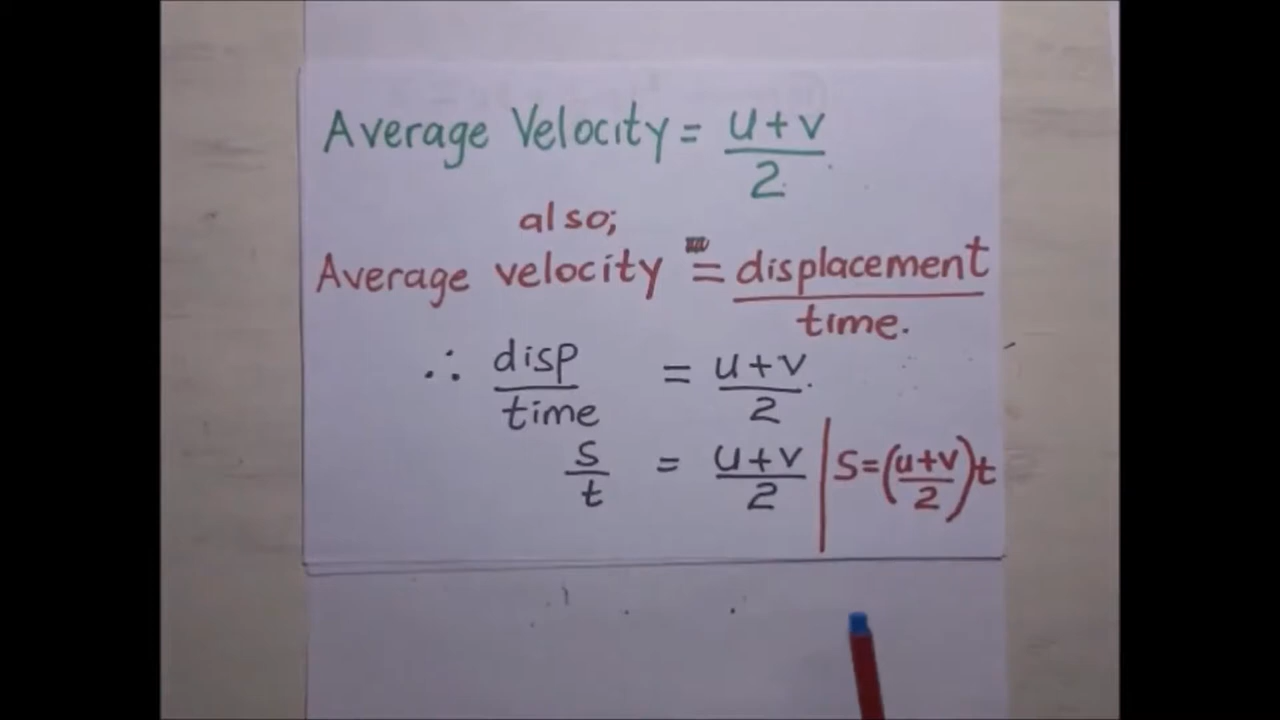 Average Velocity = u+v/2
also;
Average velocity = displacement/time.
∴ disp/time = u+v/2
s/t = u+v/2 | S=(u+v/2)t